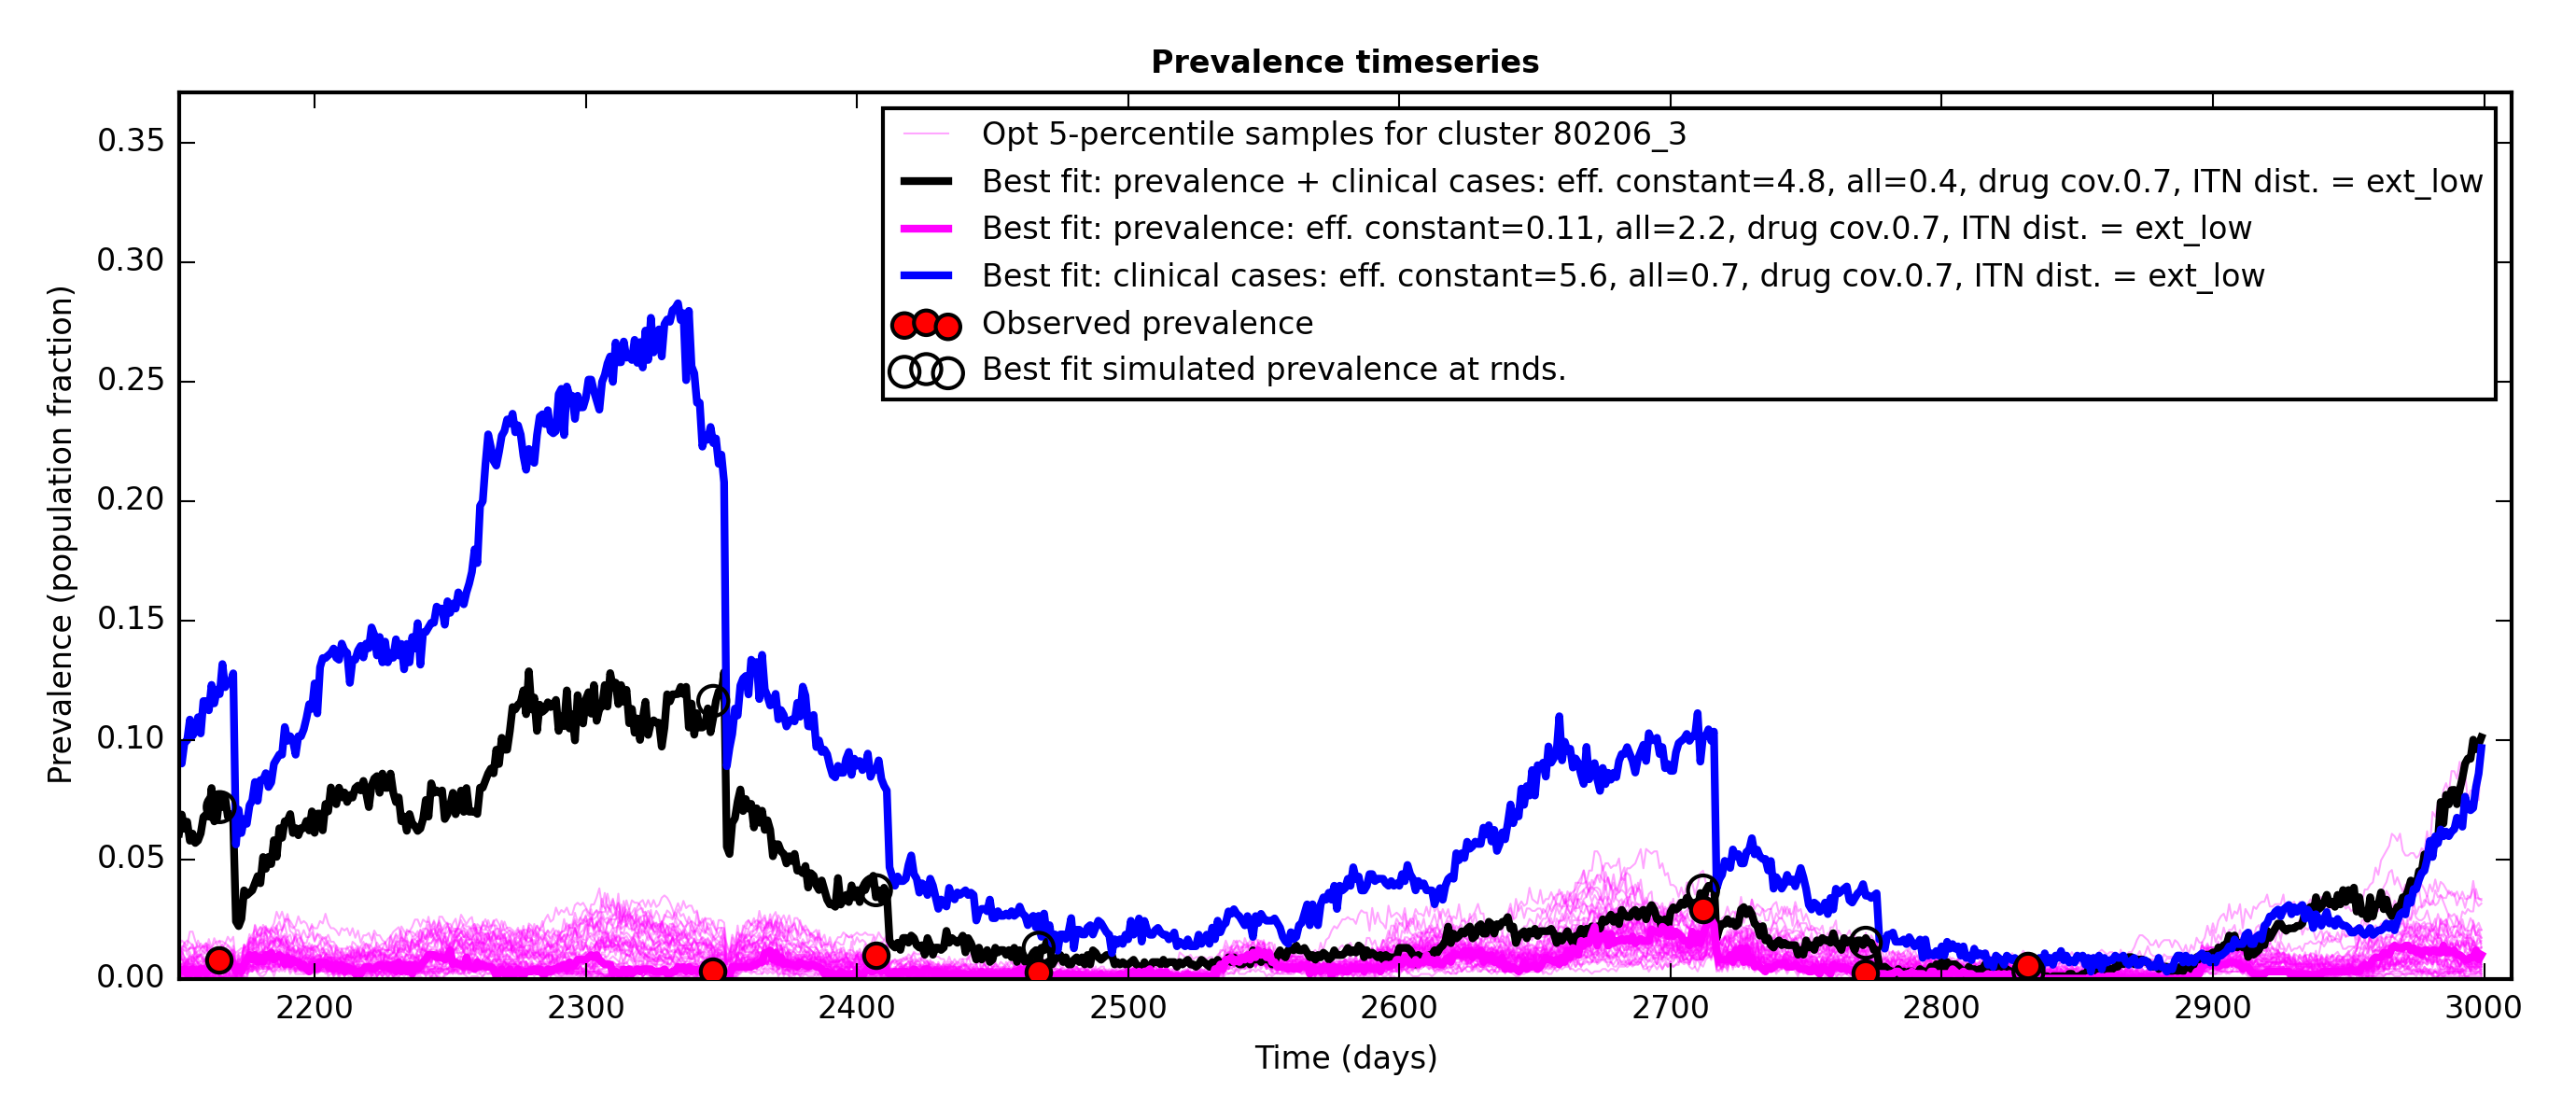 Prevalence timeseries
Opt 5-percentile samples for cluster 80206_3
Best fit: prevalence + clinical cases: eff. constant=4.8, all=0.4, drug cov.0.7, ITN dist. = ext_low
Best fit: prevalence: eff. constant=0.11, all=2.2, drug cov.0.7, ITN dist. = ext_low
Best fit: clinical cases: eff. constant=5.6, all=0.7, drug cov.0.7, ITN dist. = ext_low
Observed prevalence
Best fit simulated prevalence at rnds.
Prevalence (population fraction)
0.35
0.30
0.25
0.20
0.15
0.10
0.05
0.00
2200 2300 2400 2500 2600 2700 2800 2900 3000
Time (days)